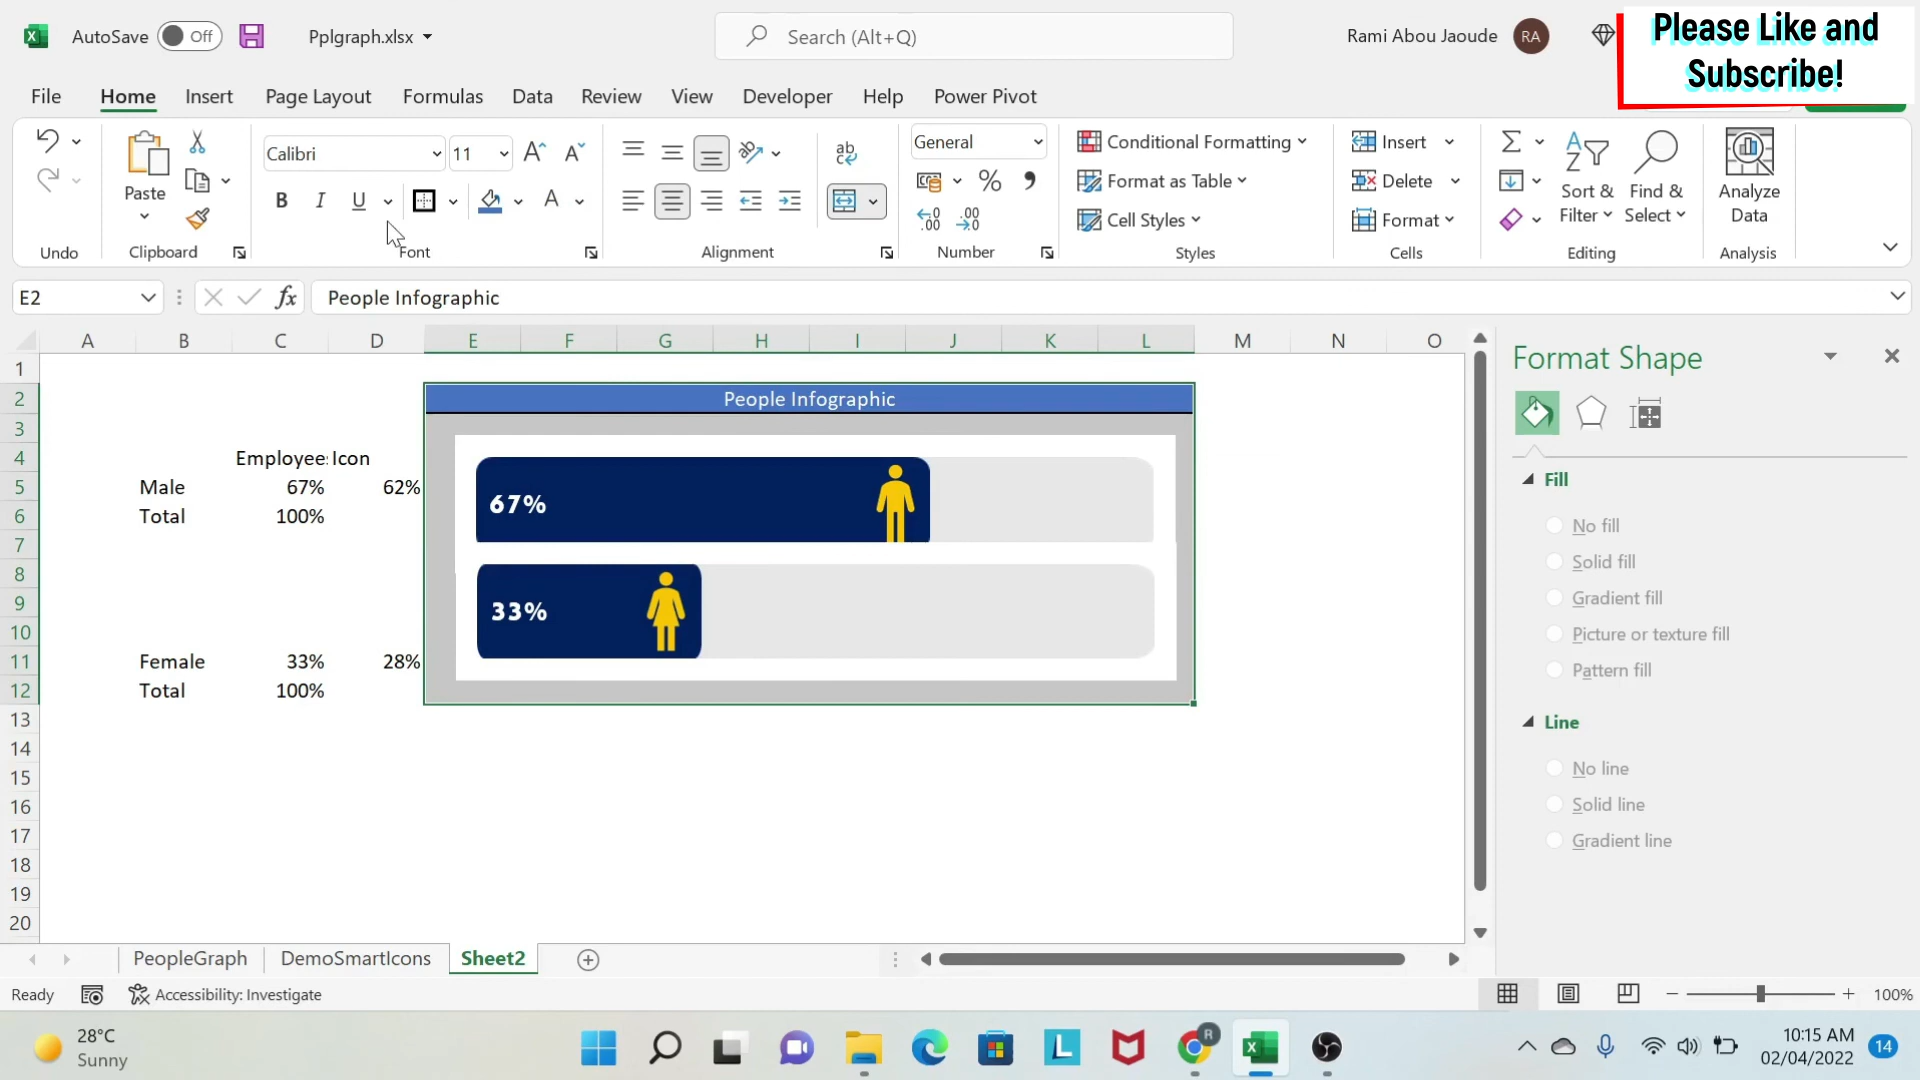 AutoSave Off Pplgraph.xlsx Search (Alt+Q) Rami Abou Jaoude RA
Please Like and
Subscribe!
File Home Insert Page Layout Formulas Data Review View Developer Help Power Pivot
Calibri 11 General Conditional Formatting Insert
Paste Format as Table Delete Sort & Find & Analyze
Cell Styles Format Filter Select Data
Undo Clipboard Font Alignment Number Styles Cells Editing Analysis
E2 fx People Infographic
A B C D E F G H I J K L M N O
Format Shape
1
2 People Infographic
3
4 Employee Icon
5 Male 67% 62%
6 Total 100%
7
8
9
10
11 Female 33% 28%
12 Total 100%
13
14
15
16
17
18
19
20
67%
33%
Fill
No fill
Solid fill
Gradient fill
Picture or texture fill
Pattern fill
Line
No line
Solid line
Gradient line
PeopleGraph DemoSmartIcons Sheet2
Ready Accessibility: Investigate 100%
28°C
Sunny
10:15 AM
02/04/2022
14